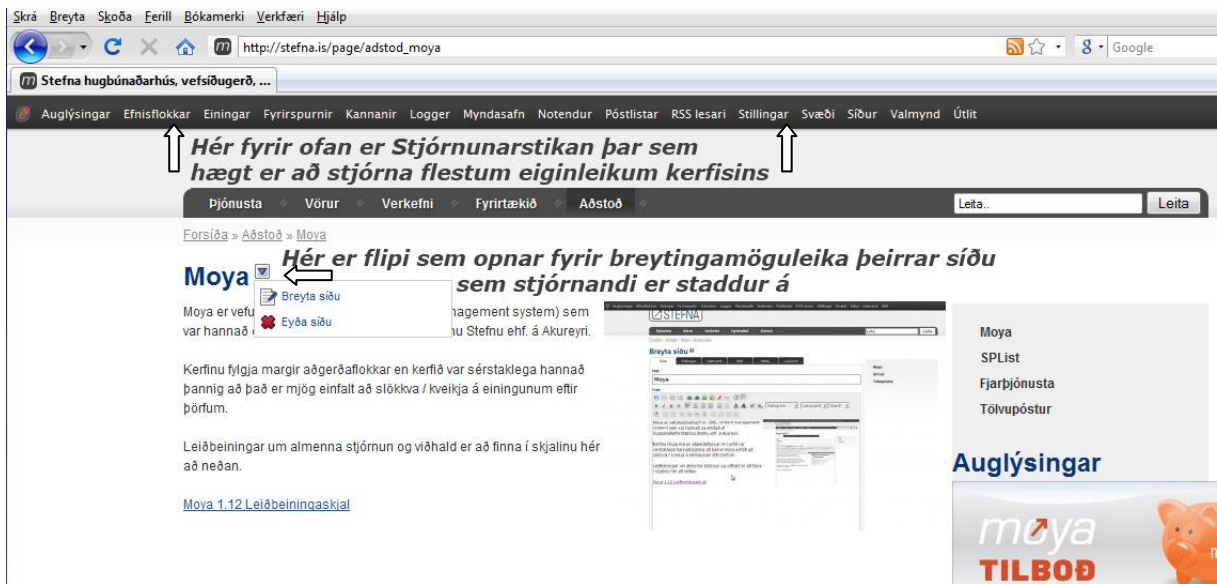 Skrá Breyta Skoða Ferill Bókamerki Verkfæri Hjálp
http://stefna.is/page/adstod_moya
Google
Stefna hugbúnaðarhús, vefsíðugerð, ...
Auglýsingar Efnisflokkar Einingar Fyrirspurnir Kannanir Logger Myndasafn Notendur Póstlistar RSS lesari Stillingar Svæði Síður Valmynd Útlit
Hér fyrir ofan er Stjórnunarstikan þar sem
hægt er að stjórna flestum eiginleikum kerfisins
Þjónusta Vörur Verkefni Fyrirtækið Aðstoð
Leita.. Leita
Forsíða » Aðstoð » Moya
Hér er flipi sem opnar fyrir breytingamöguleika þeirrar síðu
Moya
sem stjórnandi er staddur á
Breyta síðu
Eyða síðu
Moya er vefu nagement system) sem
var hannað nu Stefnu ehf. á Akureyri.
Kerfinu fylgja margir aðgerðaflokkar en kerfið var sérstaklega hannað
þannig að það er mjög einfalt að slökkva / kveikja á einingunum eftir
þörfum.
Leiðbeiningar um almenna stjórnun og viðhald er að finna í skjalinu hér
að neðan.
Moya 1.12 Leiðbeiningaskjal
STEFNA
Breyta síðu
Moya
Moya 1.12 Leiðbeiningaskjal
Moya
SPList
Fjarþjónusta
Tölvupóstur
Auglýsingar
moya
TILBOÐ